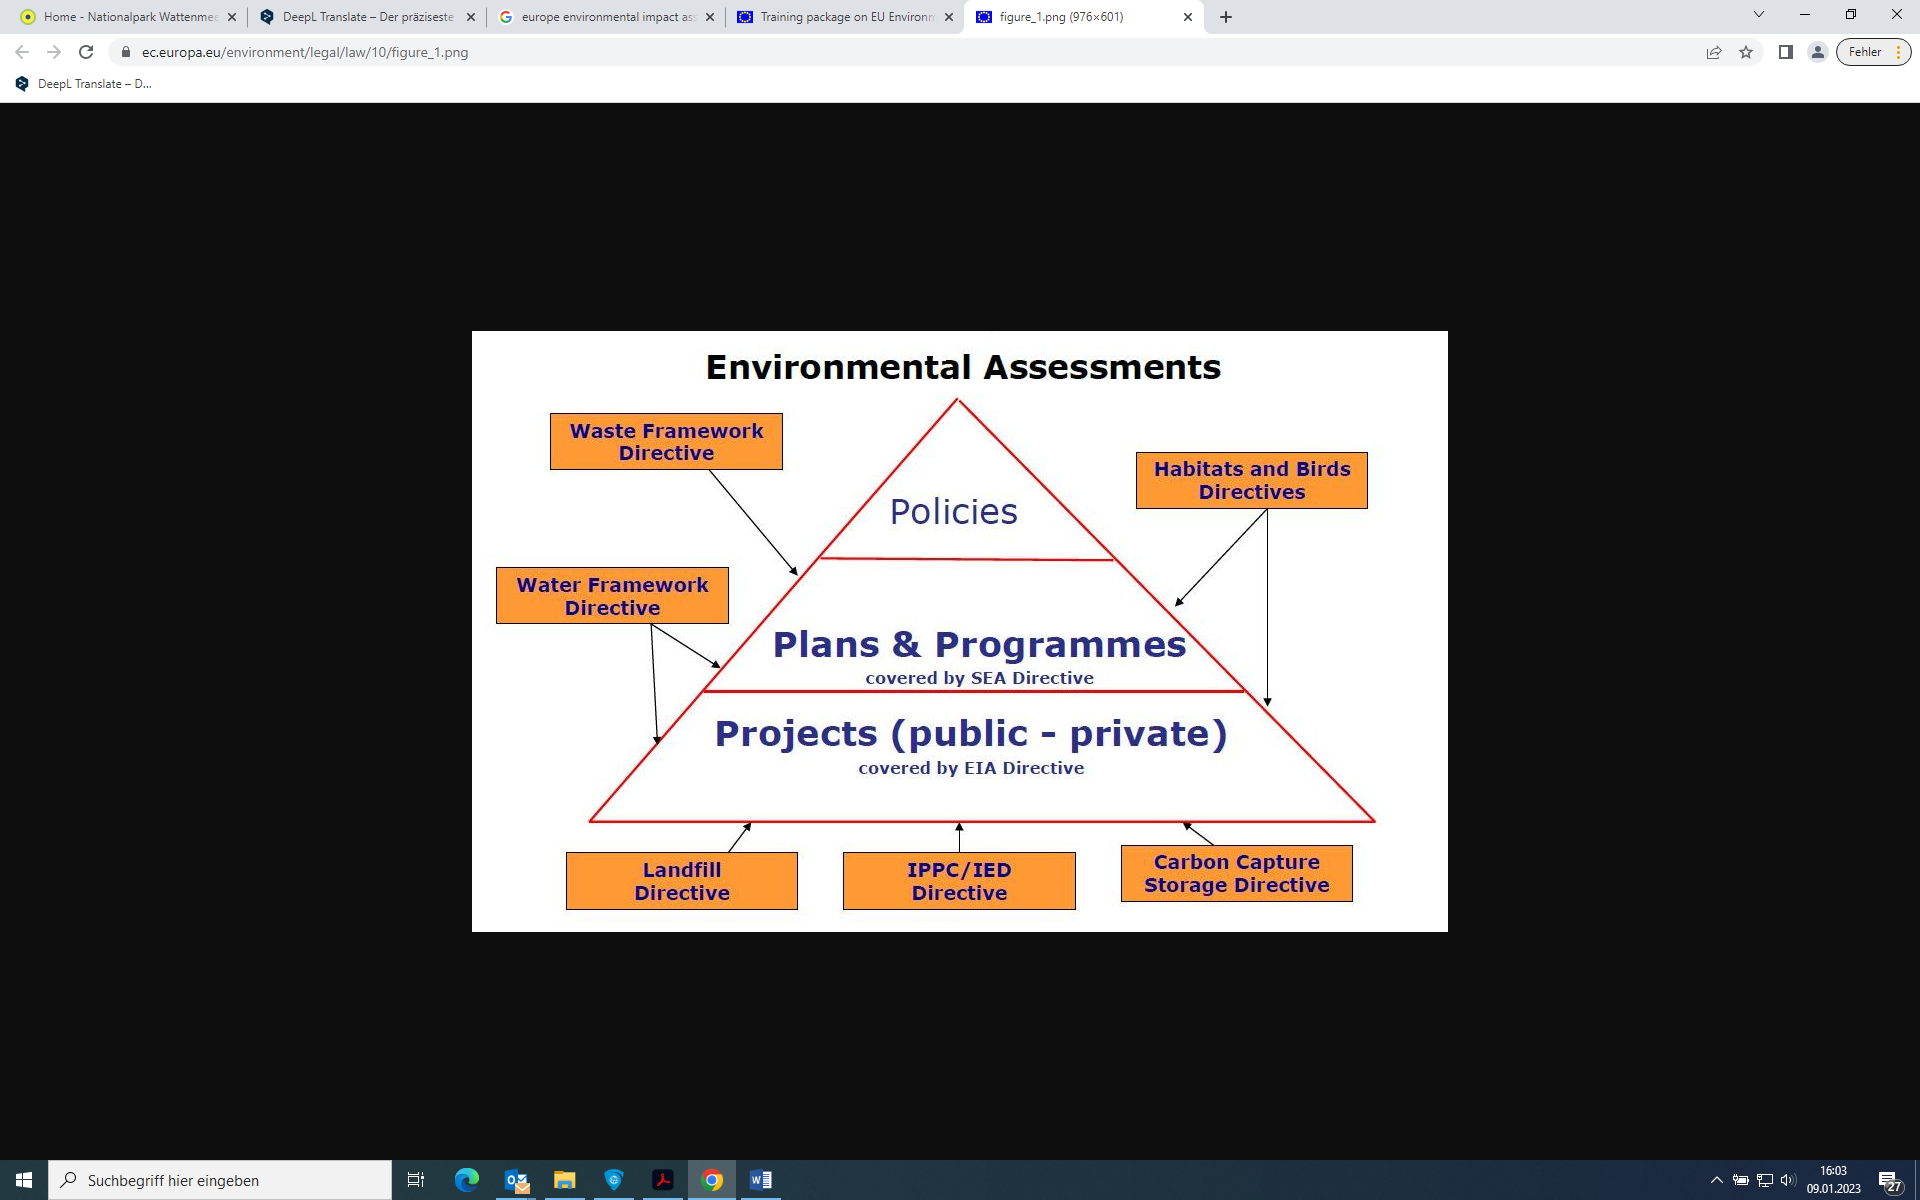 Home - Nationalpark Wattenmee
DeepL Translate – Der präziseste
europe environmental impact ass
Training package on EU Environm
figure_1.png (976×601)
ec.europa.eu/environment/legal/law/10/figure_1.png
Fehler
DeepL Translate – D...
Environmental Assessments
Waste Framework
Directive
Habitats and Birds
Directives
Policies
Water Framework
Directive
Plans & Programmes
covered by SEA Directive
Projects (public - private)
covered by EIA Directive
Landfill
Directive
IPPC/IED
Directive
Carbon Capture
Storage Directive
Suchbegriff hier eingeben
16:03
09.01.2023
27